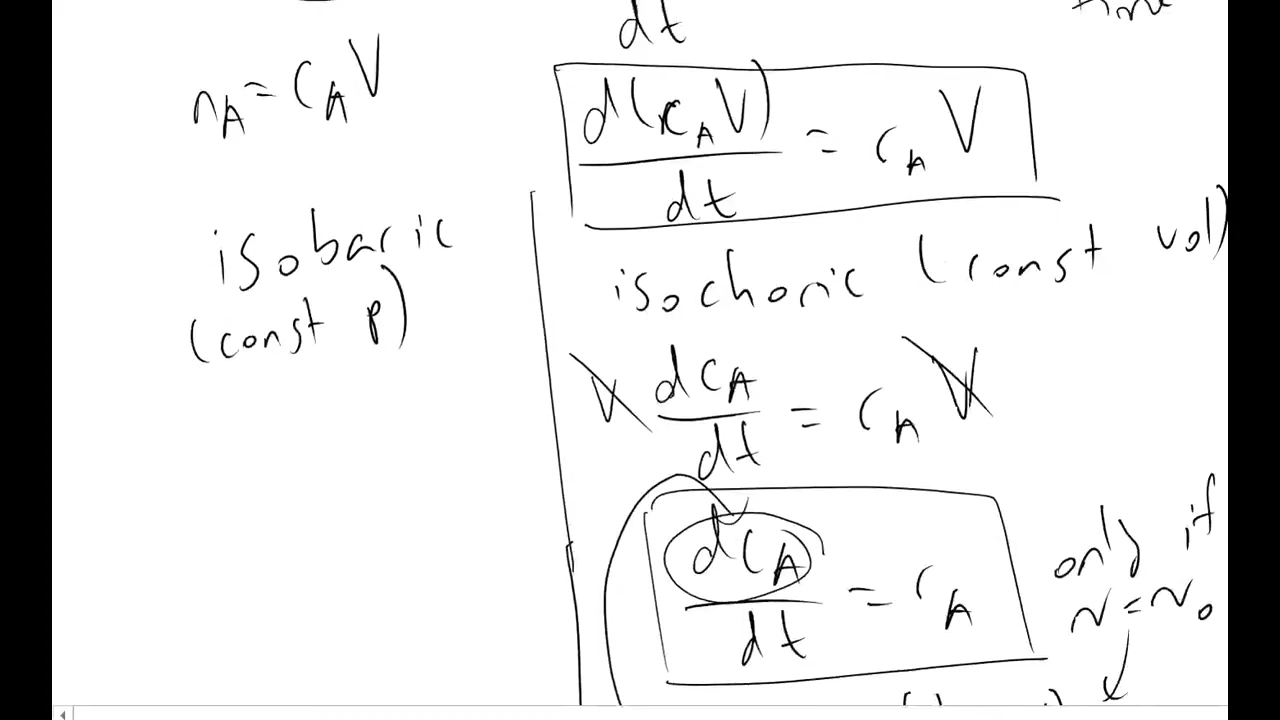 dt
time
n_A = C_A V
d(C_A V)/dt = r_A V
isobaric
(const p)
isochoric (const vol)
V dC_A/dt = r_A V
dC_A/dt = r_A
only if